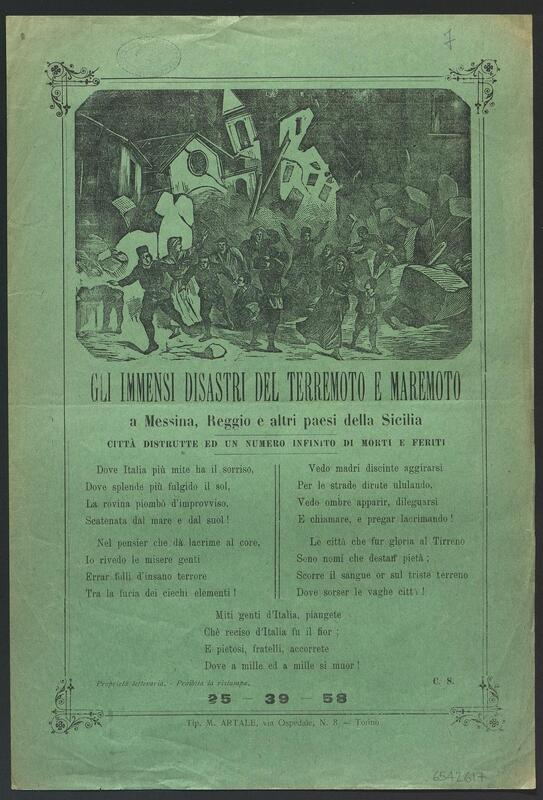 7
GLI IMMENSI DISASTRI DEL TERREMOTO E MAREMOTO
a Messina, Reggio e altri paesi della Sicilia
CITTÀ DISTRUTTE ED UN NUMERO INFINITO DI MORTI E FERITI
Dove Italia più mite ha il sorriso,
Dove splende più fulgido il sol,
La rovina piombò d'improvviso,
Scatenata dal mare e dal suol!
Nel pensier che dà lacrime al core,
Io rivedo le misere genti
Errar folli d'insano terrore
Tra la furia dei ciechi elementi!
Vedo madri discinte aggirarsi
Per le strade dirute ululando,
Vedo ombre apparir, dileguarsi
E chiamare, e pregar lacrimando!
Le città che fur gloria al Tirreno
Sono nomi che destan pietà;
Scorre il sangue or sul triste terreno
Dove sorser le vaghe città!
Miti genti d'Italia, piangete
Chè reciso d'Italia fu il fior;
E pietosi, fratelli, accorrete
Dove a mille ed a mille si muor!
Proprietà letteraria. - Proibita la ristampa.
C. S.
25 — 39 — 58
Tip. M. ARTALE, via Ospedale, N. 8 — Torino
6542617